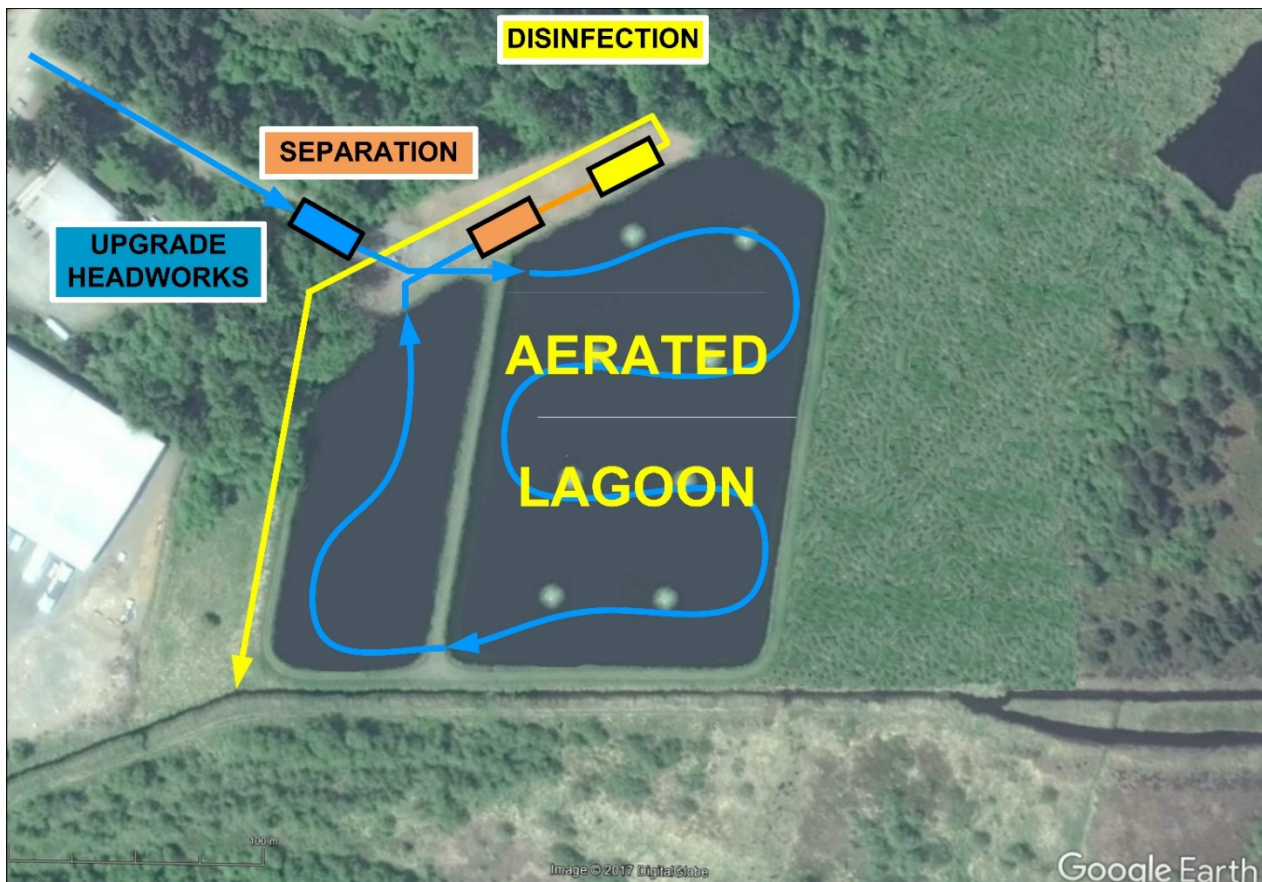 DISINFECTION
SEPARATION
UPGRADE
HEADWORKS
AERATED
LAGOON
100 m
Image © 2017 DigitalGlobe
Google Earth